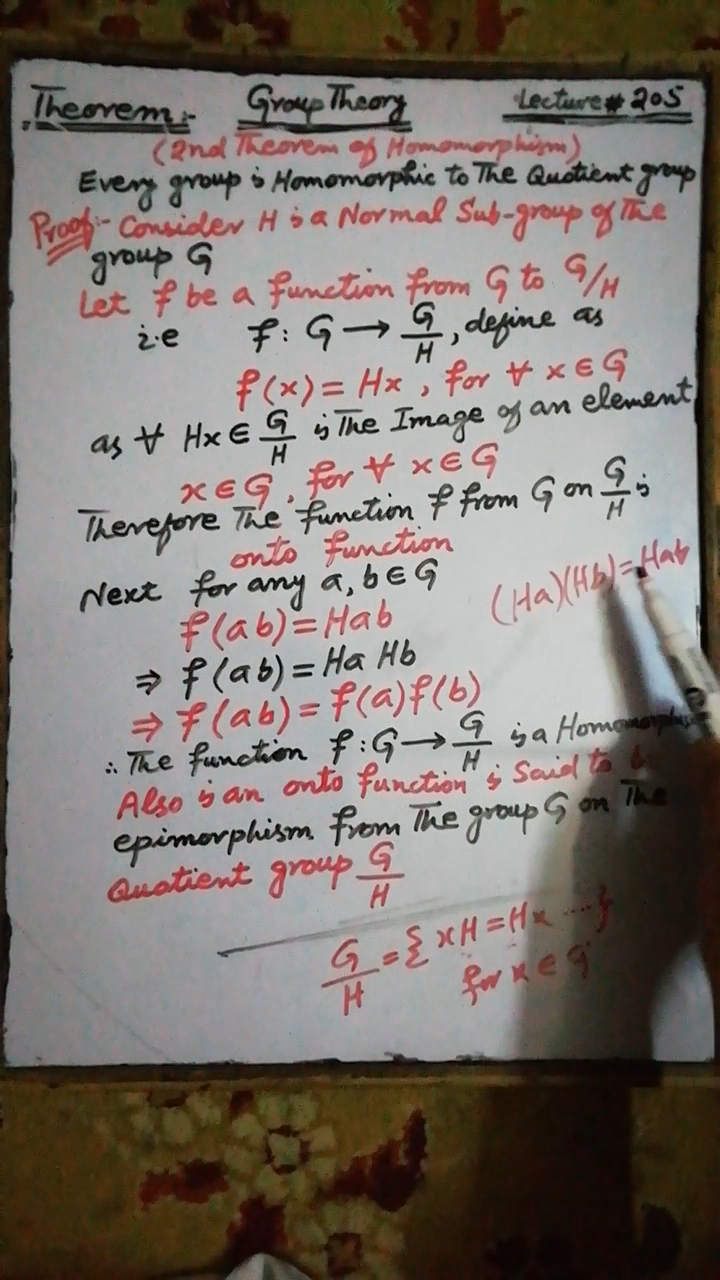 Theorem:- Group Theory Lecture # 205
(2nd Theorem of Homomorphism)
Every group is Homomorphic to The Quotient group
Proof:- Consider H is a Normal Sub-group of The
group G
Let f be a function from G to G/H
i.e f: G → G/H, define as
f(x) = Hx, for ∀ x ∈ G
as ∀ Hx ∈ G/H is The Image of an element
x ∈ G, for ∀ x ∈ G
Therefore The function f from G on G/H is
onto function
Next for any a, b ∈ G
(Ha)(Hb) = Hab
f(ab) = Hab
⇒ f(ab) = Ha Hb
⇒ f(ab) = f(a) f(b)
∴ The function f: G → G/H is a
Also is an onto function is Said to
epimorphism from The group G on The
Quatient group G/H
G/H = { xH = Hx ....}
for x ∈ G